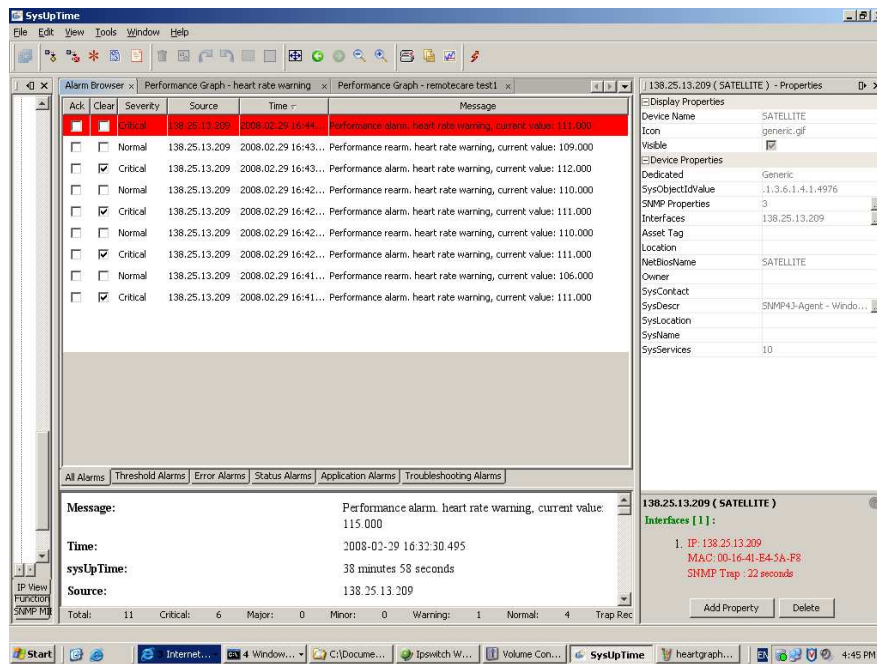 SysUpTime
File Edit View Tools Window Help
Alarm Browser x Performance Graph - heart rate warning x Performance Graph - remotecare test1 x
Ack Clear Severity Source Time Message
Critical 138.25.13.209 2008.02.29 16:44... Performance alarm. heart rate warning, current value: 111.000
Normal 138.25.13.209 2008.02.29 16:43... Performance rearm. heart rate warning, current value: 109.000
Critical 138.25.13.209 2008.02.29 16:43... Performance alarm. heart rate warning, current value: 112.000
Normal 138.25.13.209 2008.02.29 16:42... Performance rearm. heart rate warning, current value: 110.000
Critical 138.25.13.209 2008.02.29 16:42... Performance alarm. heart rate warning, current value: 111.000
Normal 138.25.13.209 2008.02.29 16:42... Performance rearm. heart rate warning, current value: 110.000
Critical 138.25.13.209 2008.02.29 16:42... Performance alarm. heart rate warning, current value: 111.000
Normal 138.25.13.209 2008.02.29 16:41... Performance rearm. heart rate warning, current value: 106.000
Critical 138.25.13.209 2008.02.29 16:41... Performance alarm. heart rate warning, current value: 111.000
All Alarms Threshold Alarms Error Alarms Status Alarms Application Alarms Troubleshooting Alarms
Message: Performance alarm. heart rate warning, current value:
115.000
Time: 2008-02-29 16:32:30.495
sysUpTime: 38 minutes 58 seconds
Source: 138.25.13.209
Total: 11 Critical: 6 Major: 0 Minor: 0 Warning: 1 Normal: 4 Trap Rec
IP View
Function
SNMP MIB
138.25.13.209 ( SATELLITE ) - Properties
Display Properties
Device Name SATELLITE
Icon generic.gif
Visible
Device Properties
Dedicated Generic
SysObjectIdValue .1.3.6.1.4.1.4976
SNMP Properties 3
Interfaces 138.25.13.209
Asset Tag
Location
NetBiosName SATELLITE
Owner
SysContact
SysDescr SNMP4J-Agent - Windo...
SysLocation
SysName
SysServices 10
138.25.13.209 ( SATELLITE )
Interfaces [ 1 ] :
1. IP: 138.25.13.209
MAC: 00-16-41-E4-5A-F8
SNMP Trap : 22 seconds
Add Property Delete
Start 3 Internet... 4 Window... C:\Docume... Ipswitch W... Volume Con... SysUpTime heartgraph... EN 4:45 PM